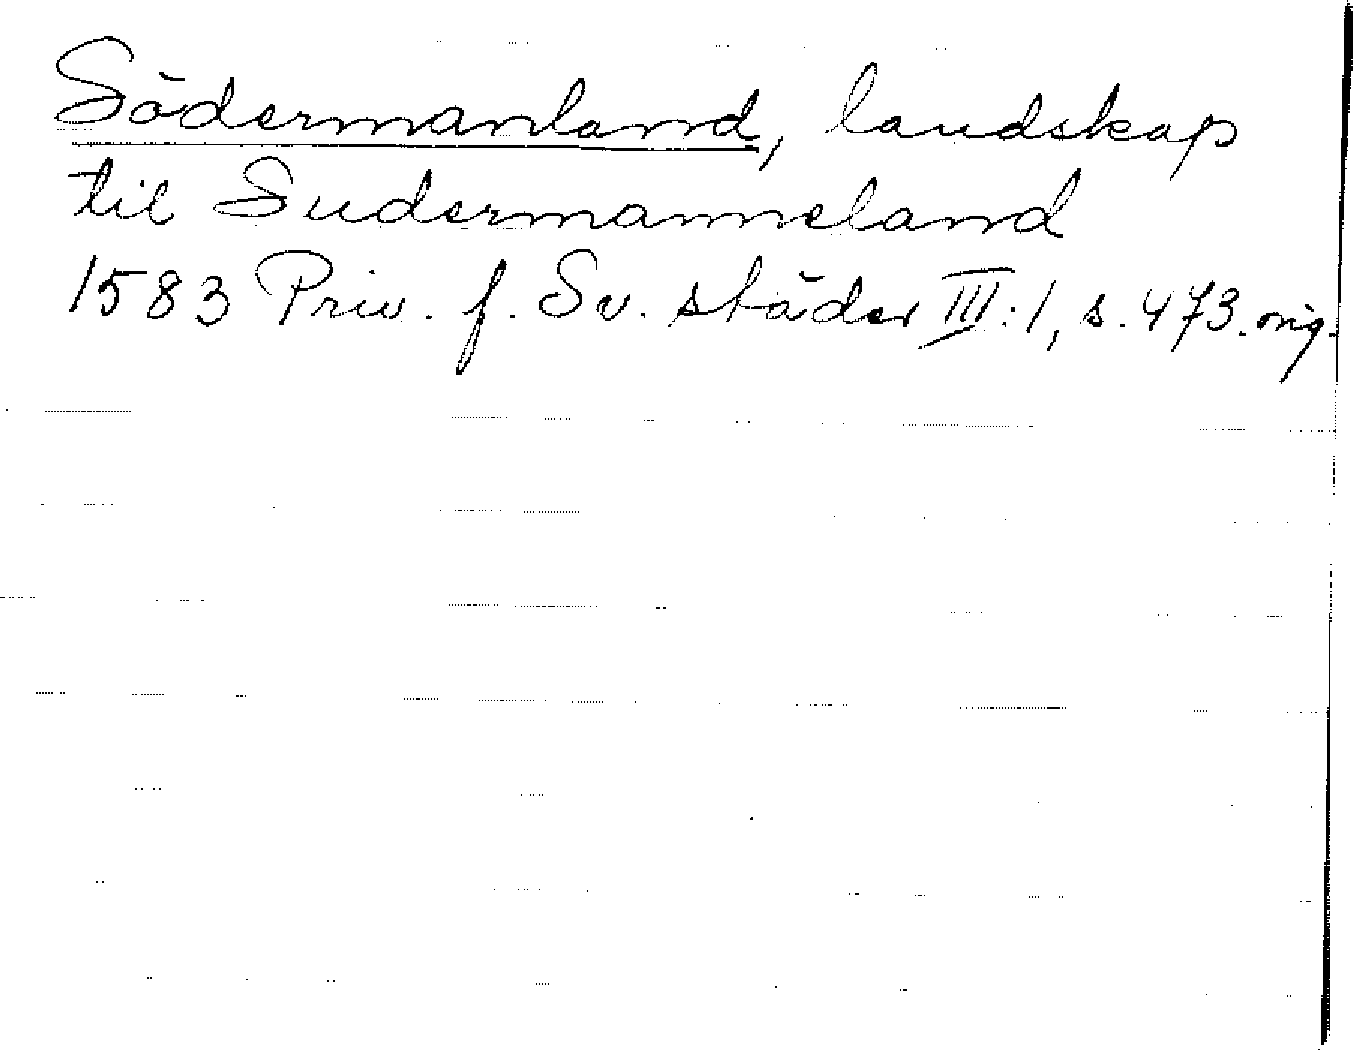 Södermanland, landskap
til Sudermanneland
1583 Priv. f. Sv. städer III:1, s. 473. orig.